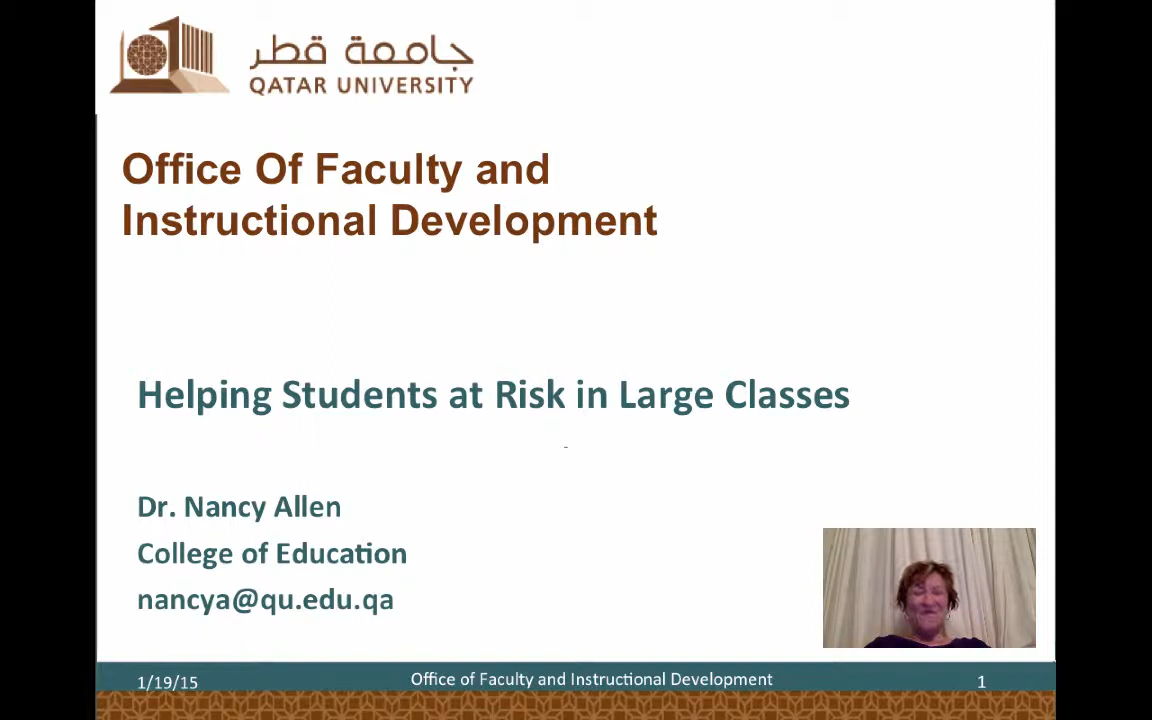 جامعة قطر
QATAR UNIVERSITY
Office Of Faculty and
Instructional Development
Helping Students at Risk in Large Classes
-
Dr. Nancy Allen
College of Education
nancya@qu.edu.qa
1/19/15
Office of Faculty and Instructional Development
1